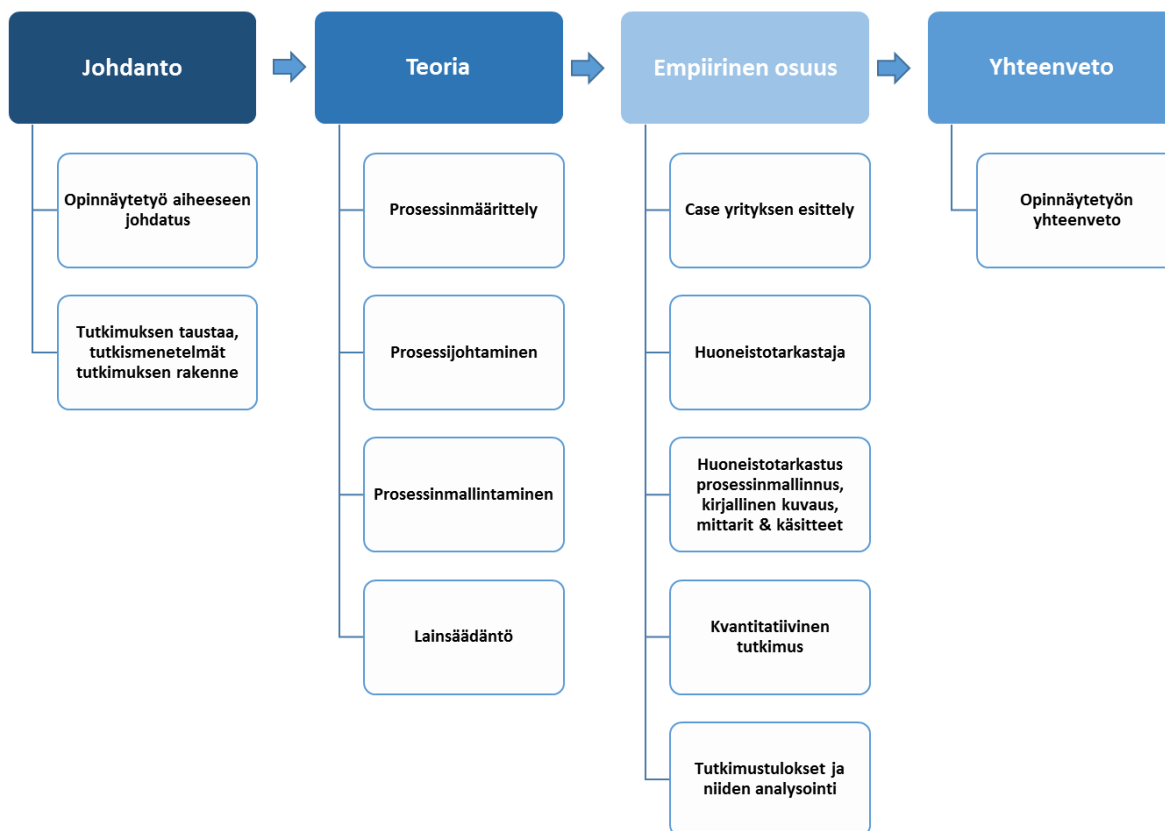 Johdanto
Opinnäytetyö aiheeseen
johdatus
Tutkimuksen taustaa,
tutkismenetelmät
tutkimuksen rakenne
Teoria
Prosessinmäärittely
Prosessijohtaminen
Prosessinmallintaminen
Lainsäädäntö
Empiirinen osuus
Case yrityksen esittely
Huoneistotarkastaja
Huoneistotarkastus
prosessinmallinnus,
kirjallinen kuvaus,
mittarit & käsitteet
Kvantitatiivinen
tutkimus
Tutkimustulokset ja
niiden analysointi
Yhteenveto
Opinnäytetyön
yhteenveto